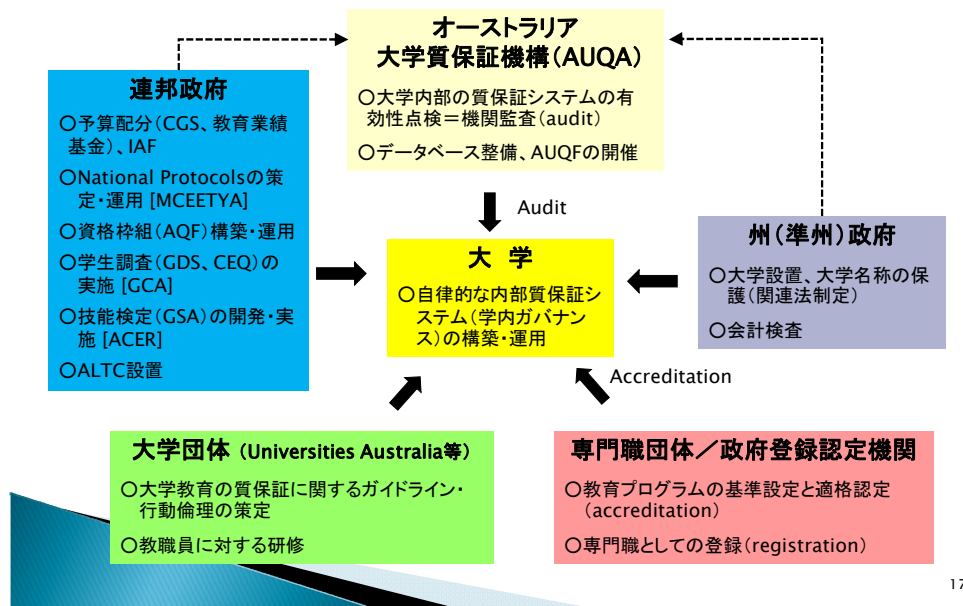 オーストラリア
大学質保証機構(AUQA)
○大学内部の質保証システムの有
効性点検＝機関監査(audit)
○データベース整備、AUQFの開催
連邦政府
○予算配分(CGS、教育業績
基金)、IAF
○National Protocolsの策
定・運用 [MCEETYA]
○資格枠組(AQF)構築・運用
○学生調査(GDS、CEQ)の
実施 [GCA]
○技能検定(GSA)の開発・実
施 [ACER]
○ALTC設置
Audit
大 学
○自律的な内部質保証シ
ステム(学内ガバナン
ス)の構築・運用
州(準州)政府
○大学設置、大学名称の保
護(関連法制定)
○会計検査
Accreditation
大学団体 (Universities Australia等)
○大学教育の質保証に関するガイドライン・
行動倫理の策定
○教職員に対する研修
専門職団体／政府登録認定機関
○教育プログラムの基準設定と適格認定
(accreditation)
○専門職としての登録(registration)
17